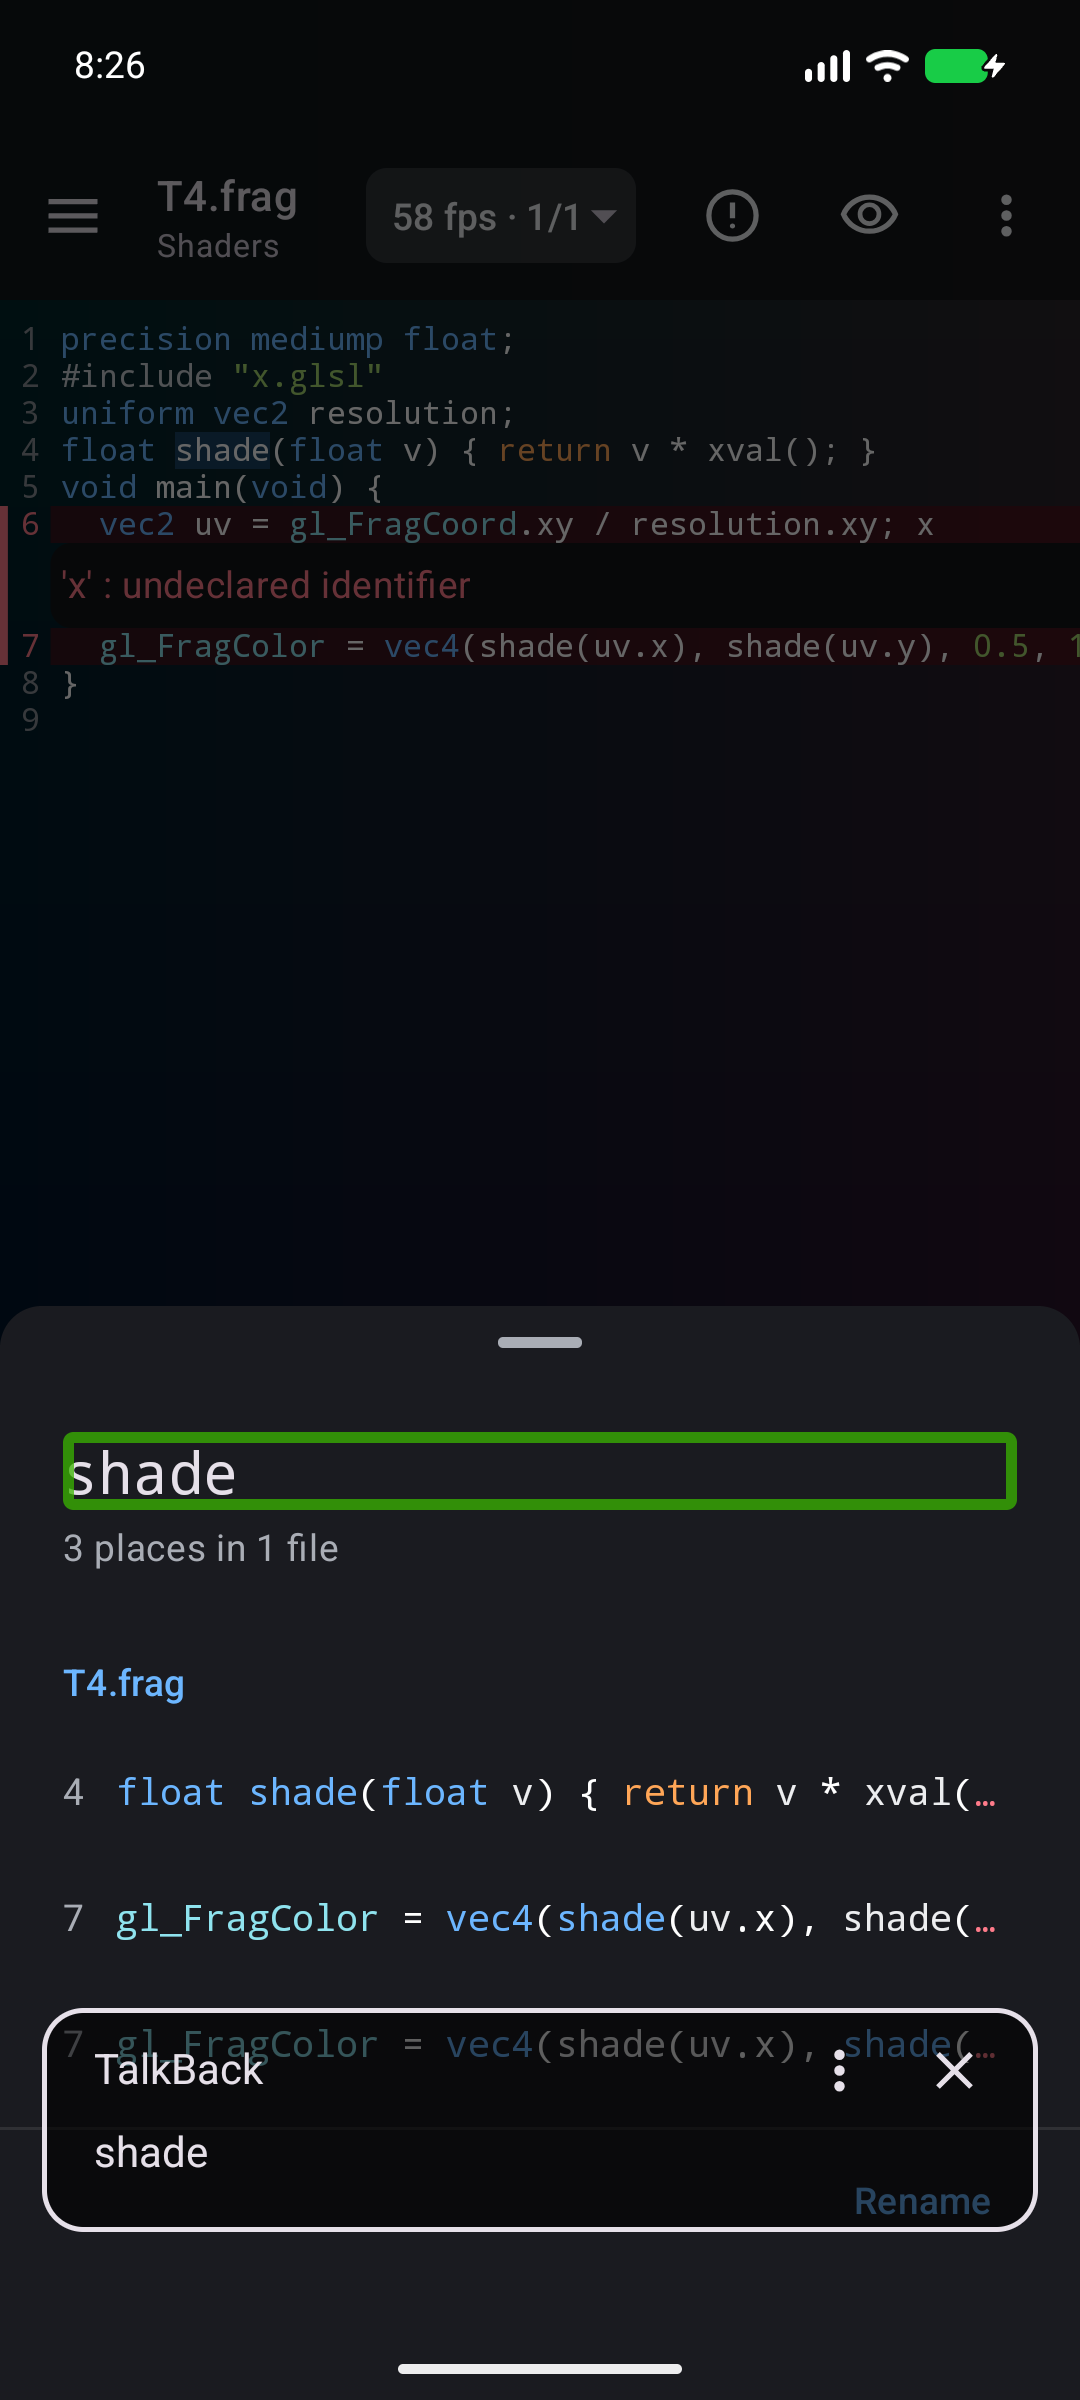 8:26
T4.frag
Shaders
58 fps · 1/1
1 precision mediump float;
2 #include "x.glsl"
3 uniform vec2 resolution;
4 float shade(float v) { return v * xval(); }
5 void main(void) {
6 vec2 uv = gl_FragCoord.xy / resolution.xy; x
'x' : undeclared identifier
7 gl_FragColor = vec4(shade(uv.x), shade(uv.y), 0.5, 1
8 }
9
shade
3 places in 1 file
T4.frag
4 float shade(float v) { return v * xval(…
7 gl_FragColor = vec4(shade(uv.x), shade(…
7 gl_FragColor = vec4(shade(uv.x), shade(…
TalkBack
shade
Rename